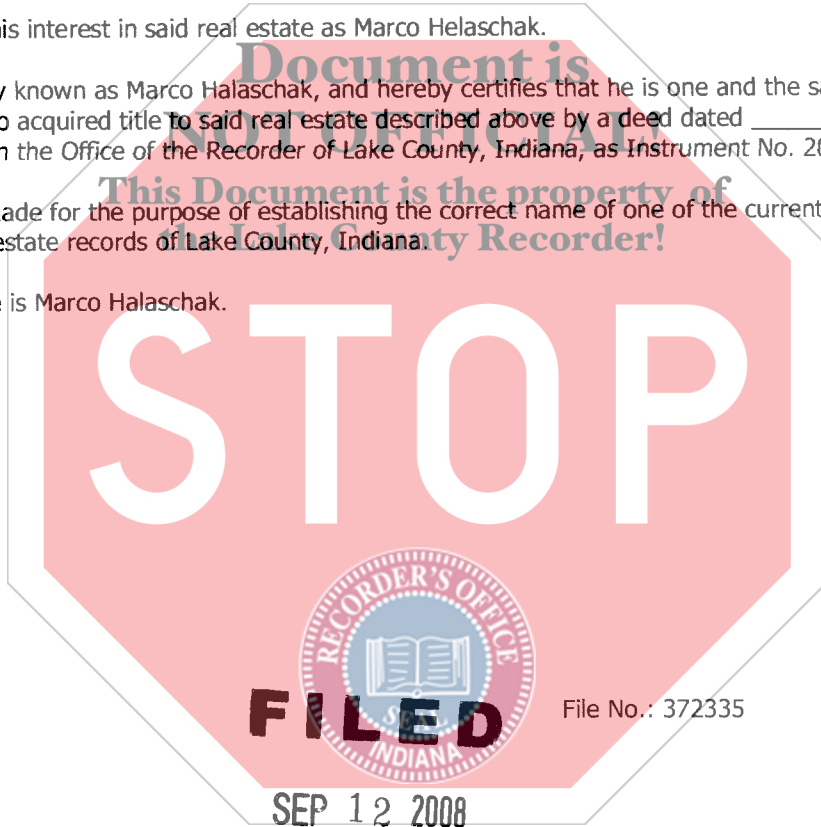 his interest in said real estate as Marco Helaschak.
Document is
known as Marco Halaschak, and hereby certifies that he is one and the
acquired title to said real estate described above by a deed dated
NOT OFFICIAL!
the Office of the Recorder of Lake County, Indiana, as Instrument No.
This Document is the property of
for the purpose of establishing the correct name of one of the current
the Lake County Recorder!
estate records of Lake County, Indiana.
is Marco Halaschak.
STOP
RECORDER'S OFFICE
SEAL
INDIANA
FILED
File No.: 372335
SEP 12 2008